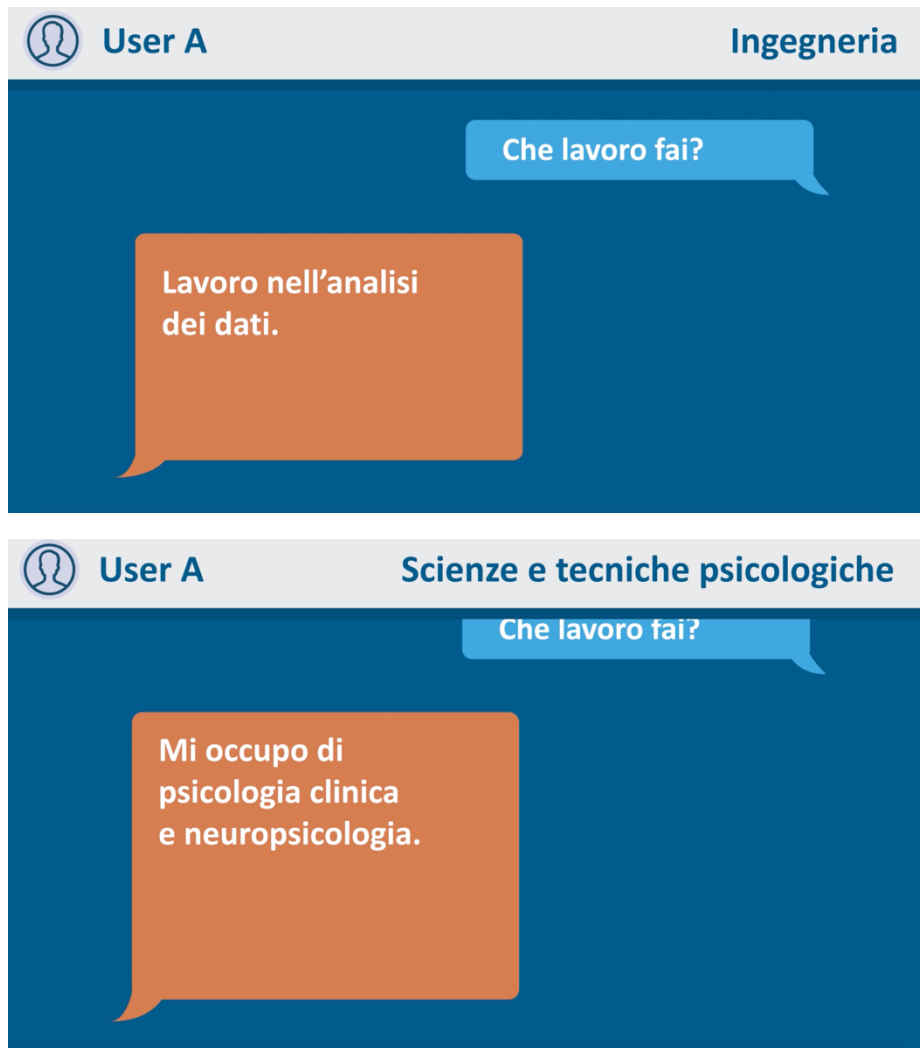 User A
Ingegneria
Che lavoro fai?
Lavoro nell’analisi
dei dati.
User A
Scienze e tecniche psicologiche
Che lavoro fai?
Mi occupo di
psicologia clinica
e neuropsicologia.